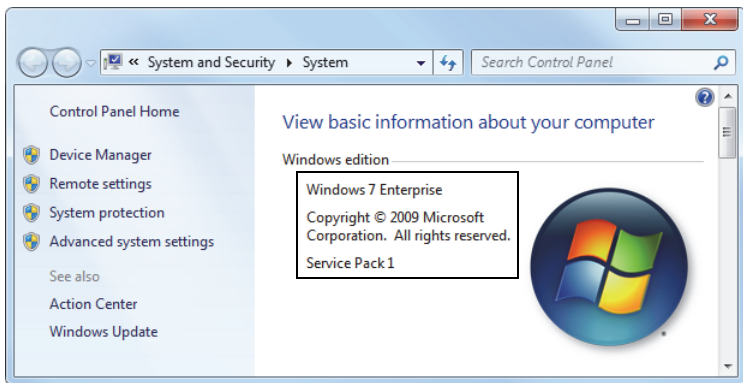 « System and Security ▸ System
Search Control Panel
Control Panel Home
Device Manager
Remote settings
System protection
Advanced system settings
See also
Action Center
Windows Update
View basic information about your computer
Windows edition
Windows 7 Enterprise
Copyright © 2009 Microsoft
Corporation. All rights reserved.
Service Pack 1